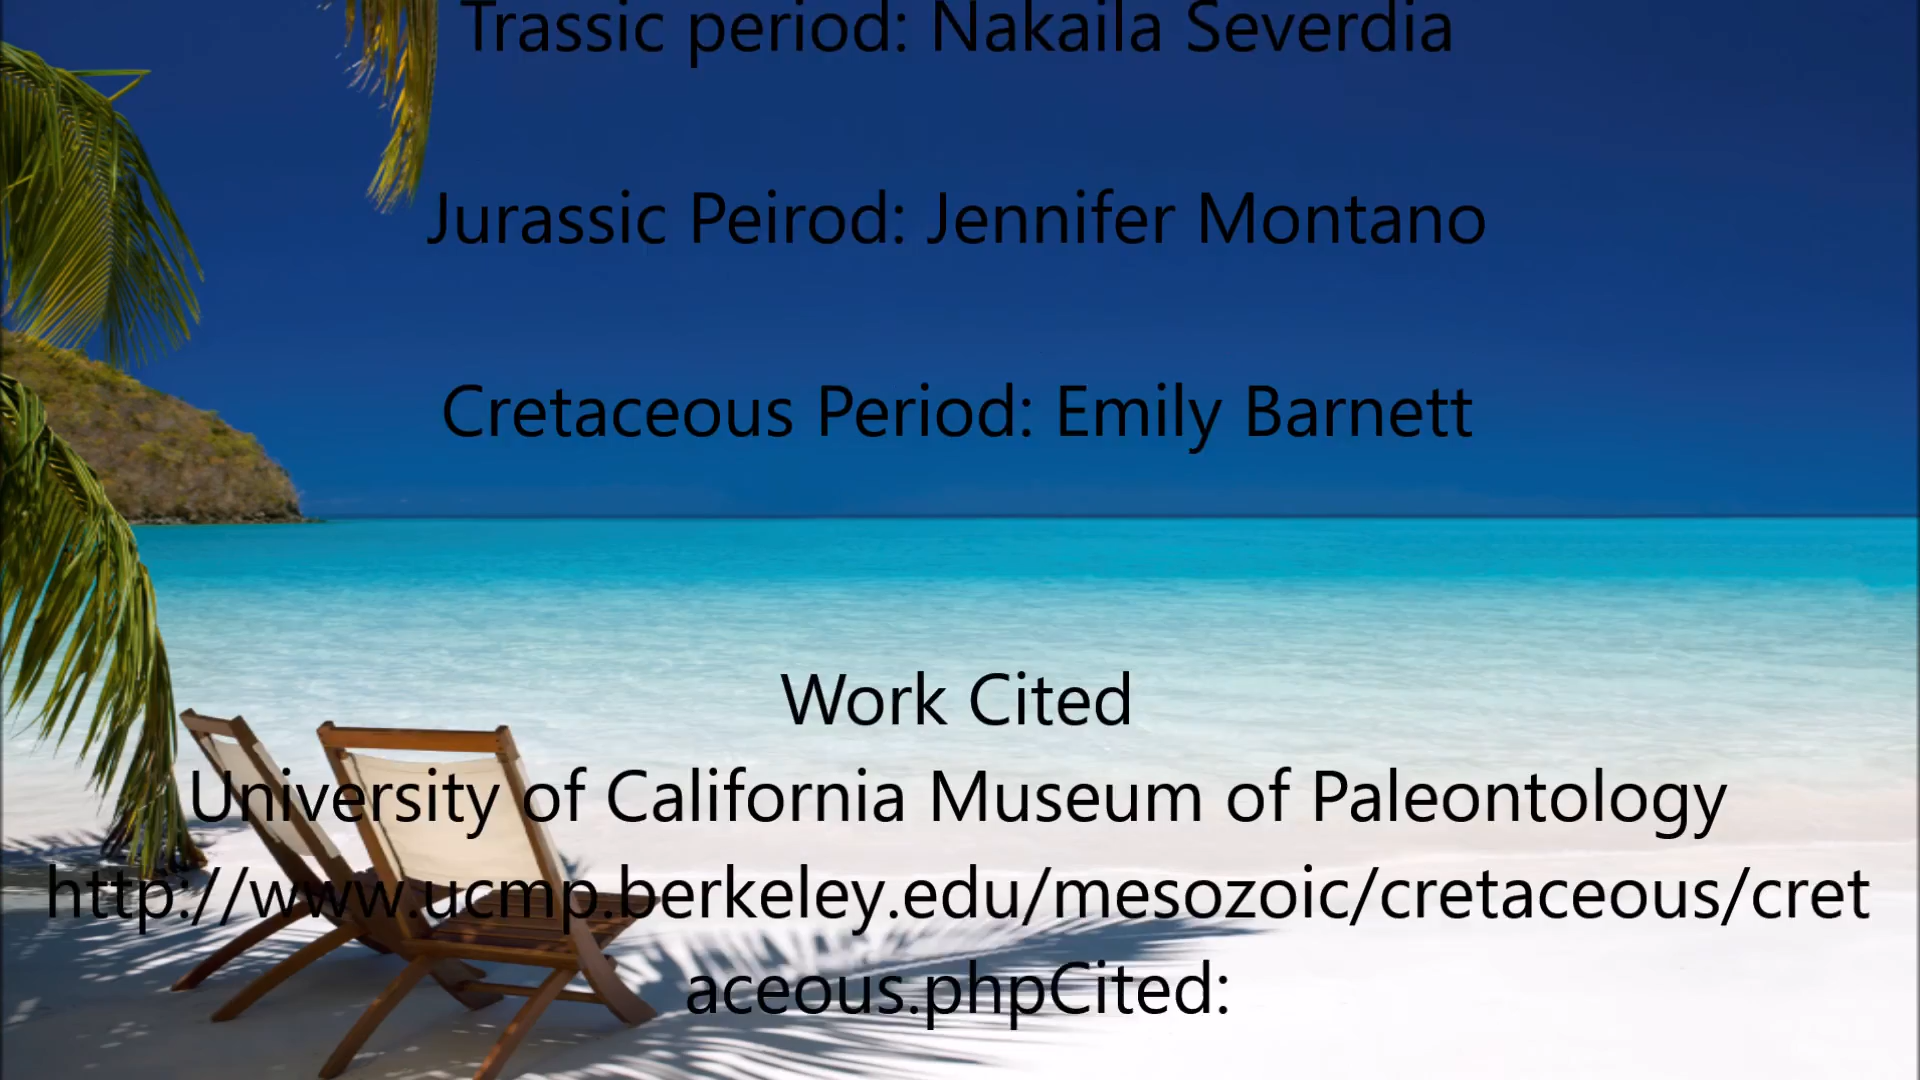 Trassic period: Nakaila Severdia
Jurassic Peirod: Jennifer Montano
Cretaceous Period: Emily Barnett
Work Cited
University of California Museum of Paleontology
http://www.ucmp.berkeley.edu/mesozoic/cretaceous/cret
aceous.phpCited: